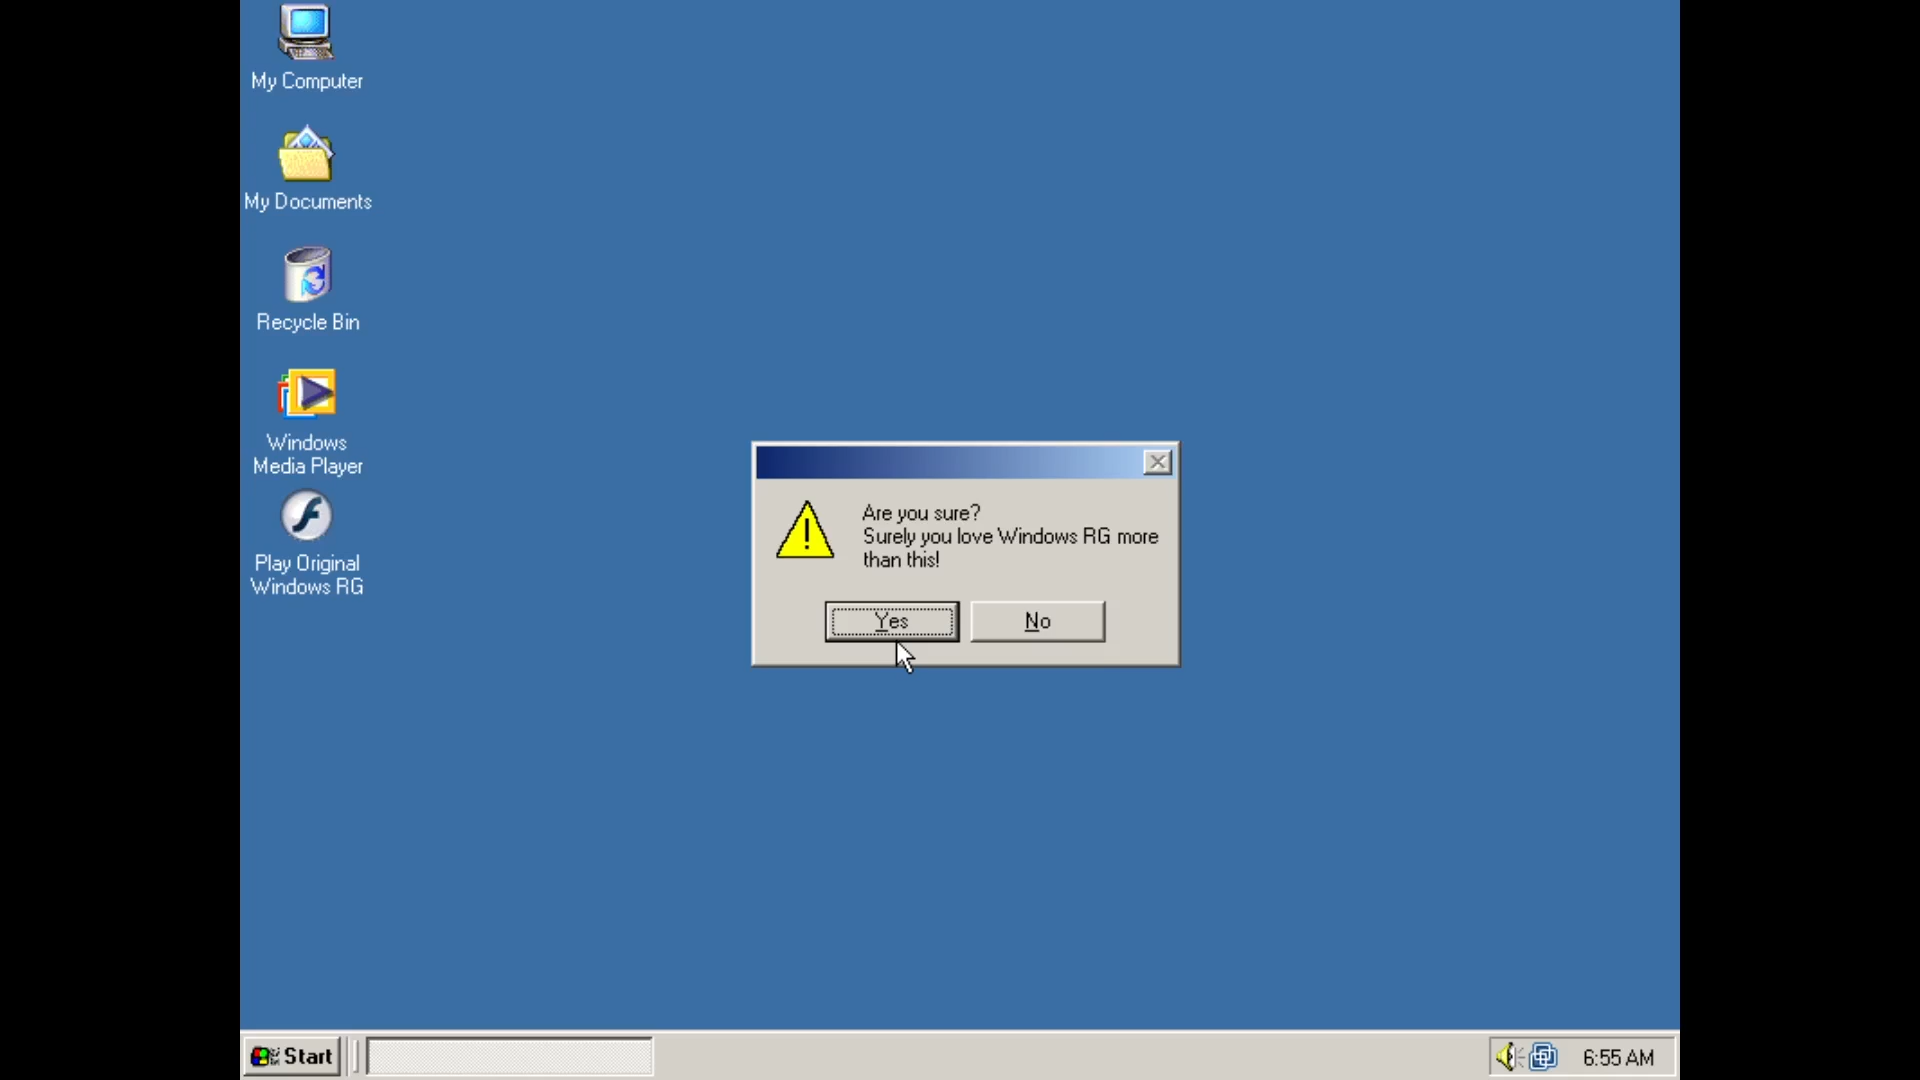 My Computer
My Documents
Recycle Bin
Windows
Media Player
Play Original
Windows RG
Are you sure?
Surely you love Windows RG more
than this!
Yes
No
Start
6:55 AM